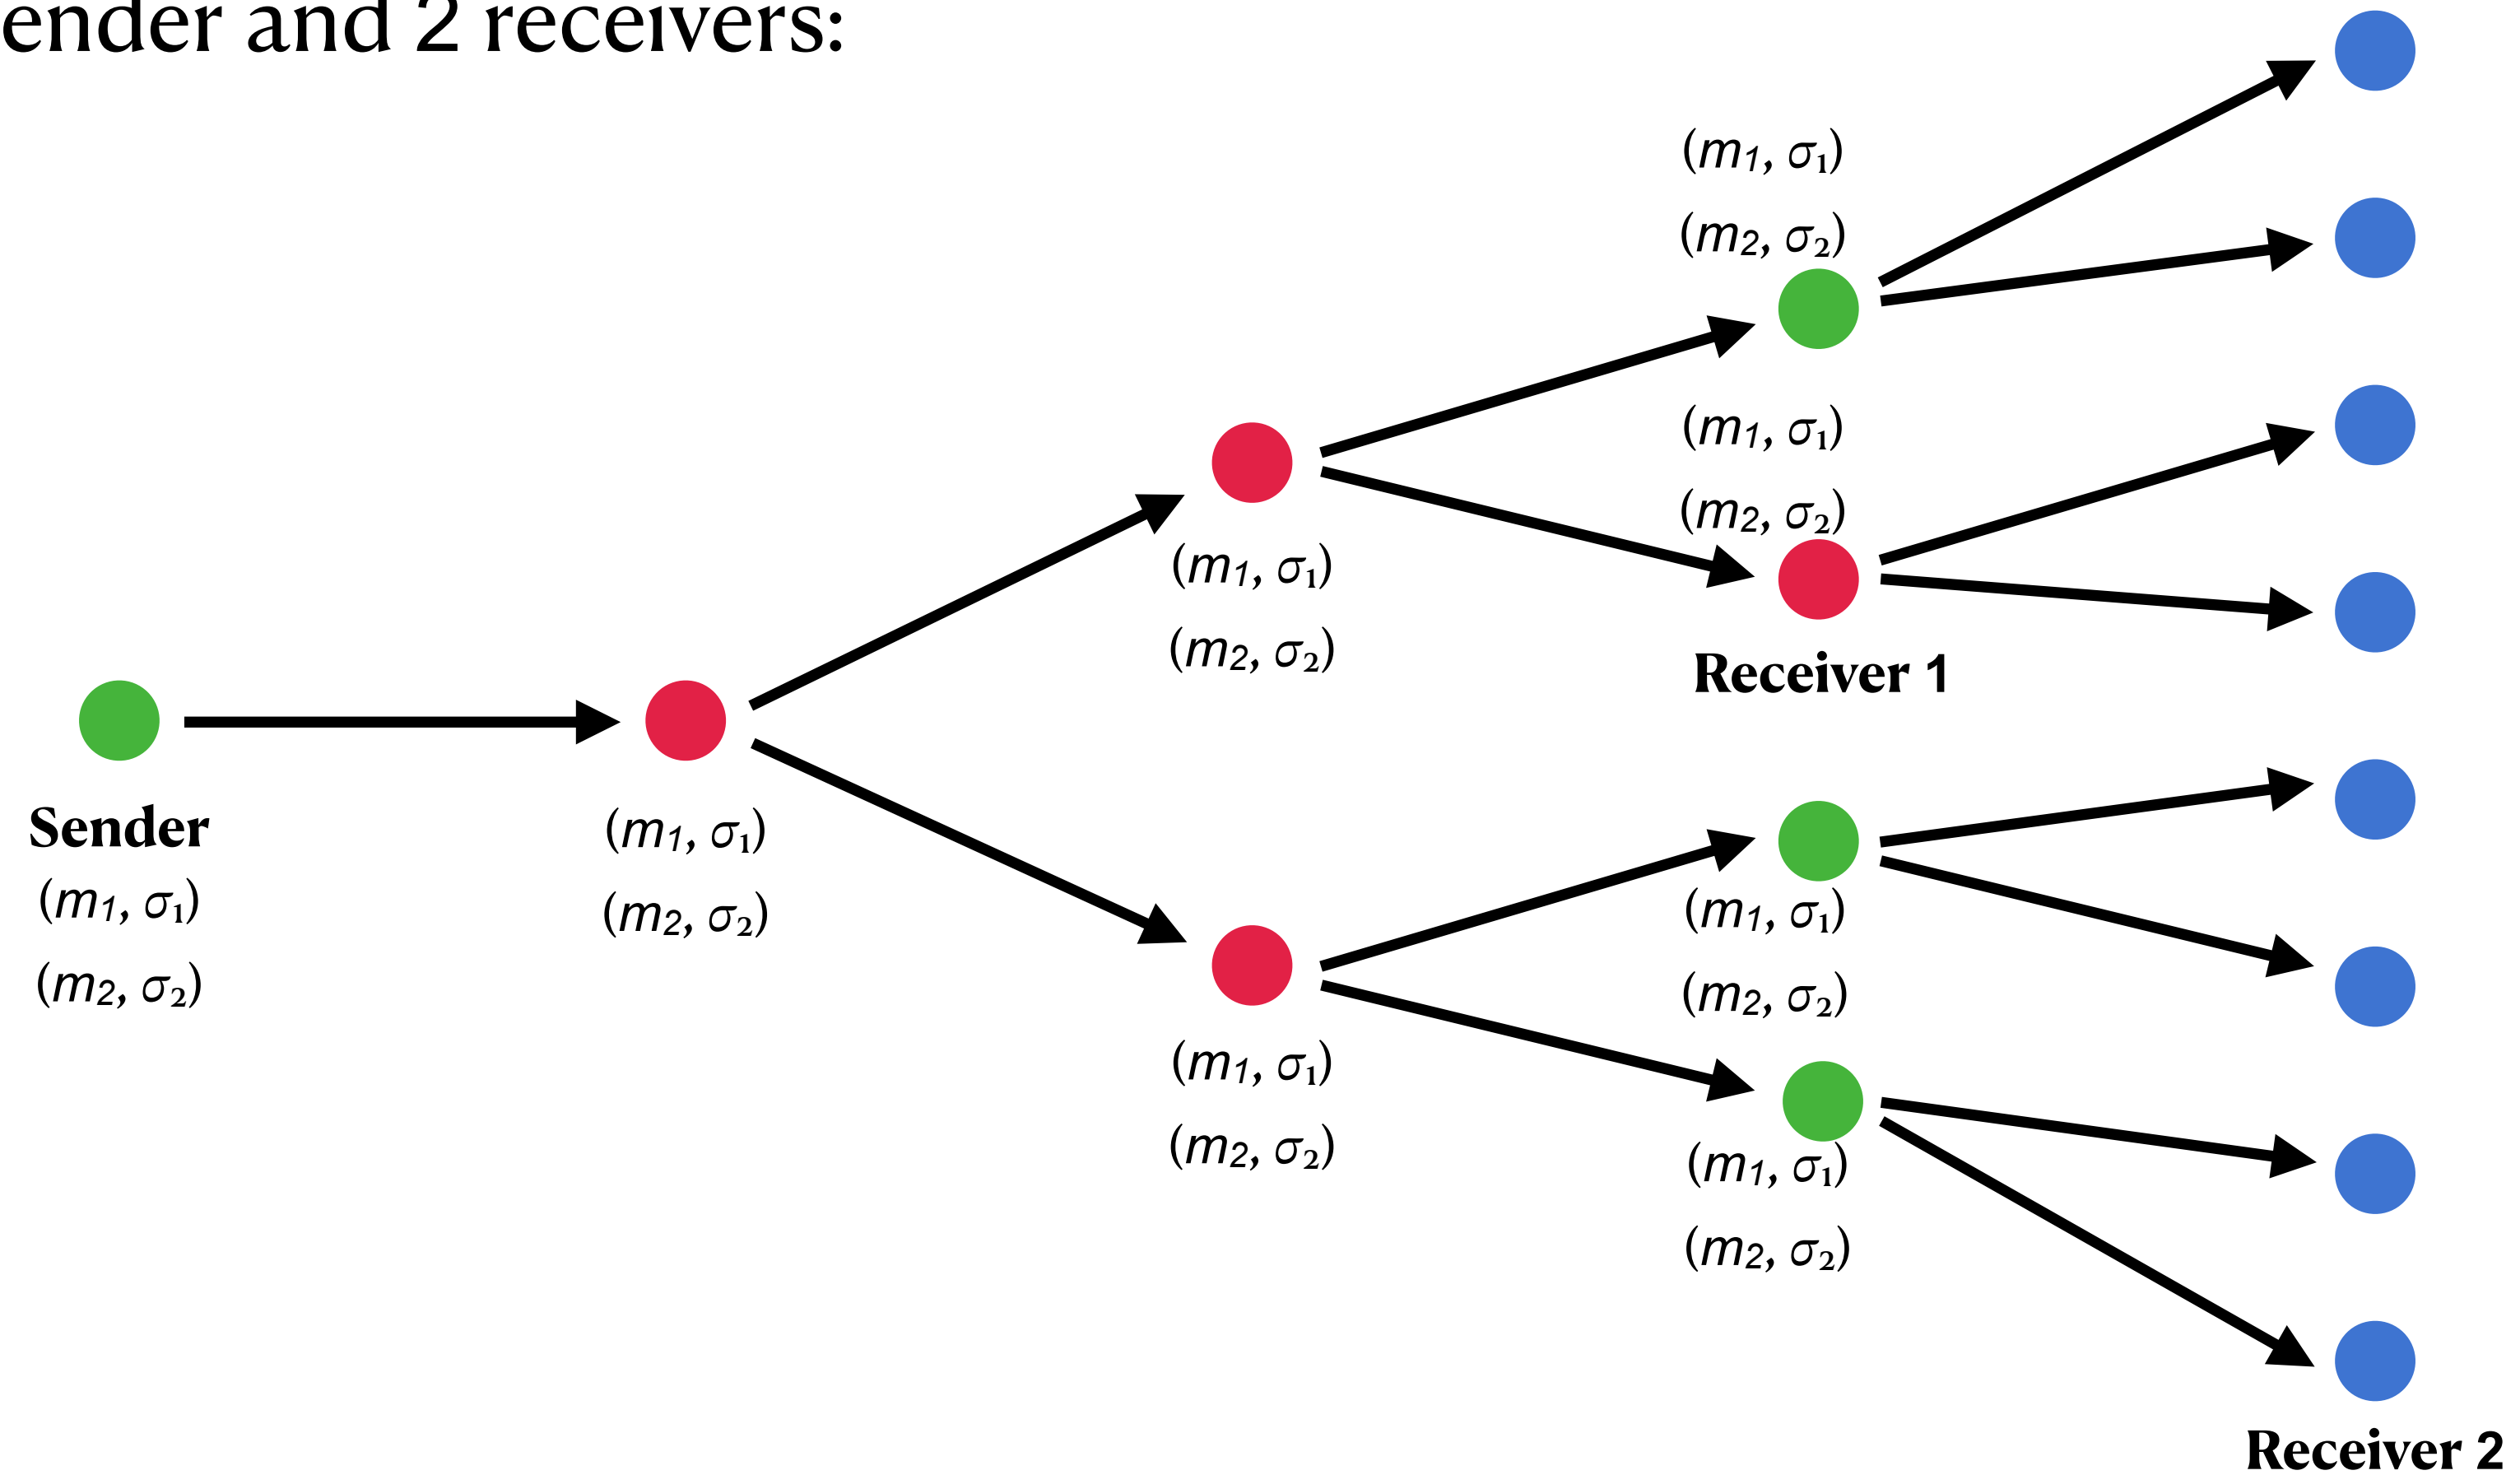 ender and 2 receivers:
(m1, σ1)
(m2, σ2)
(m1, σ1)
(m2, σ2)
(m1, σ1)
(m2, σ2)
Receiver 1
Sender
(m1, σ1)
(m2, σ2)
(m1, σ1)
(m2, σ2)
(m1, σ1)
(m2, σ2)
(m1, σ1)
(m2, σ2)
(m1, σ1)
(m2, σ2)
Receiver 2